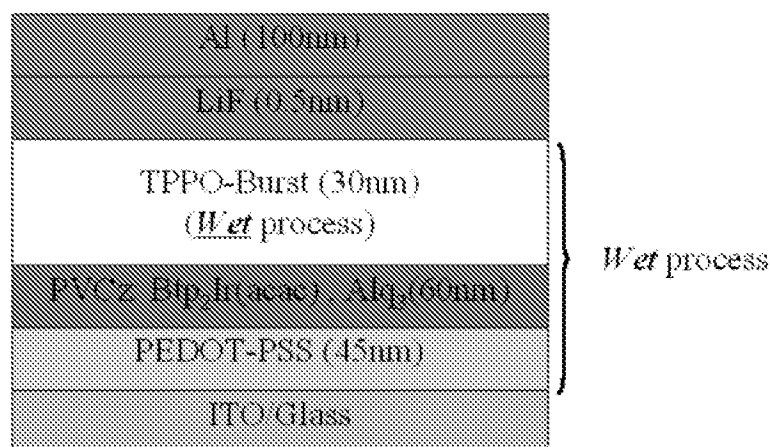 Al (100nm)
LiF (0.5nm)
TPPO-Burst (30nm)
(Wet process)
PVCz Btp₂Ir(acac) Alq₃(60nm)
PEDOT-PSS (45nm)
ITO Glass
Wet process